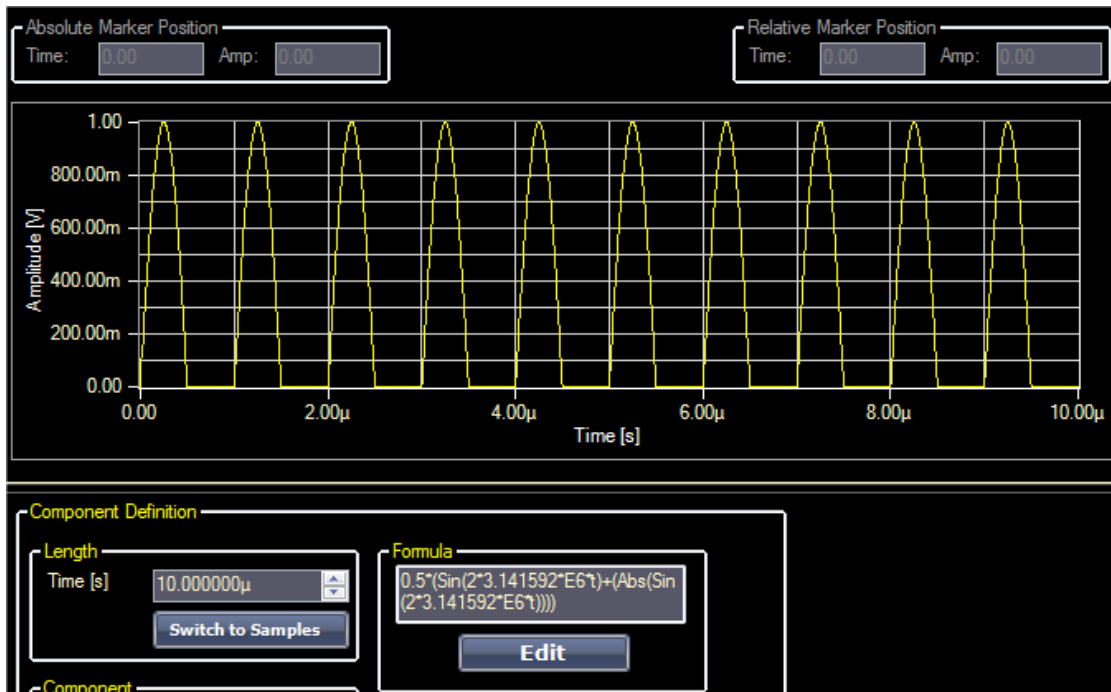 Absolute Marker Position
Relative Marker Position
Time: 0.00 Amp: 0.00
Time: 0.00 Amp: 0.00
1.00
800.00m
600.00m
400.00m
200.00m
0.00
Amplitude [V]
0.00 2.00µ 4.00µ 6.00µ 8.00µ 10.00µ
Time [s]
Component Definition
Length
Time [s] 10.000000µ
Switch to Samples
Formula
0.5*(Sin(2*3.141592*E6*t)+(Abs(Sin
(2*3.141592*E6*t))))
Edit
Component